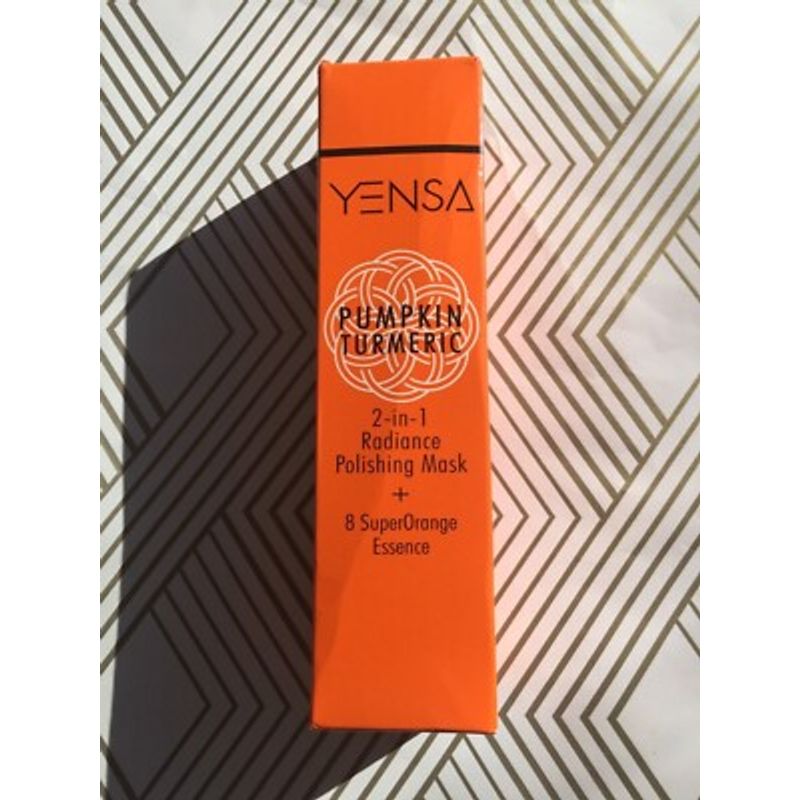 YENSA
PUMPKIN
TURMERIC
2-in-1
Radiance
Polishing Mask
+
8 SuperOrange
Essence